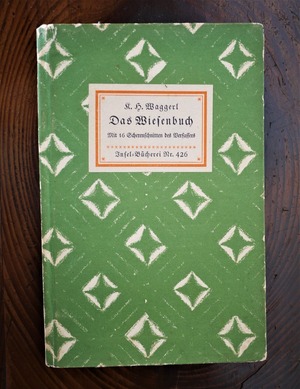 K. H. Waggerl
Das Wiesenbuch
Mit 16 Scherenschnitten des Verfassers
Insel-Bücherei Nr. 426